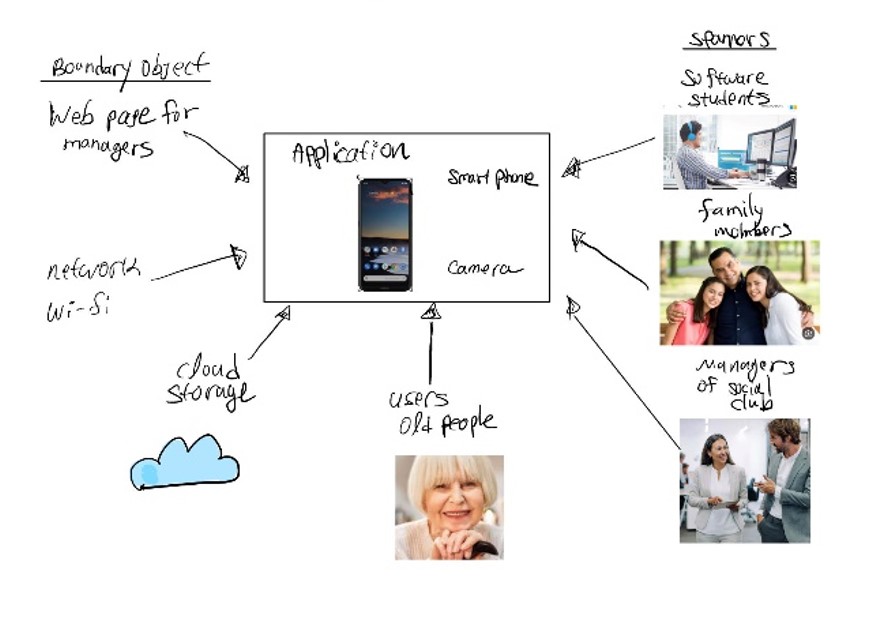 Boundary Object
Web page for
managers
network
wi-fi
cloud
storage
Application
Smart phone
Camera
users
Old people
Sponsors
Software
students
family
members
Managers
of social
club